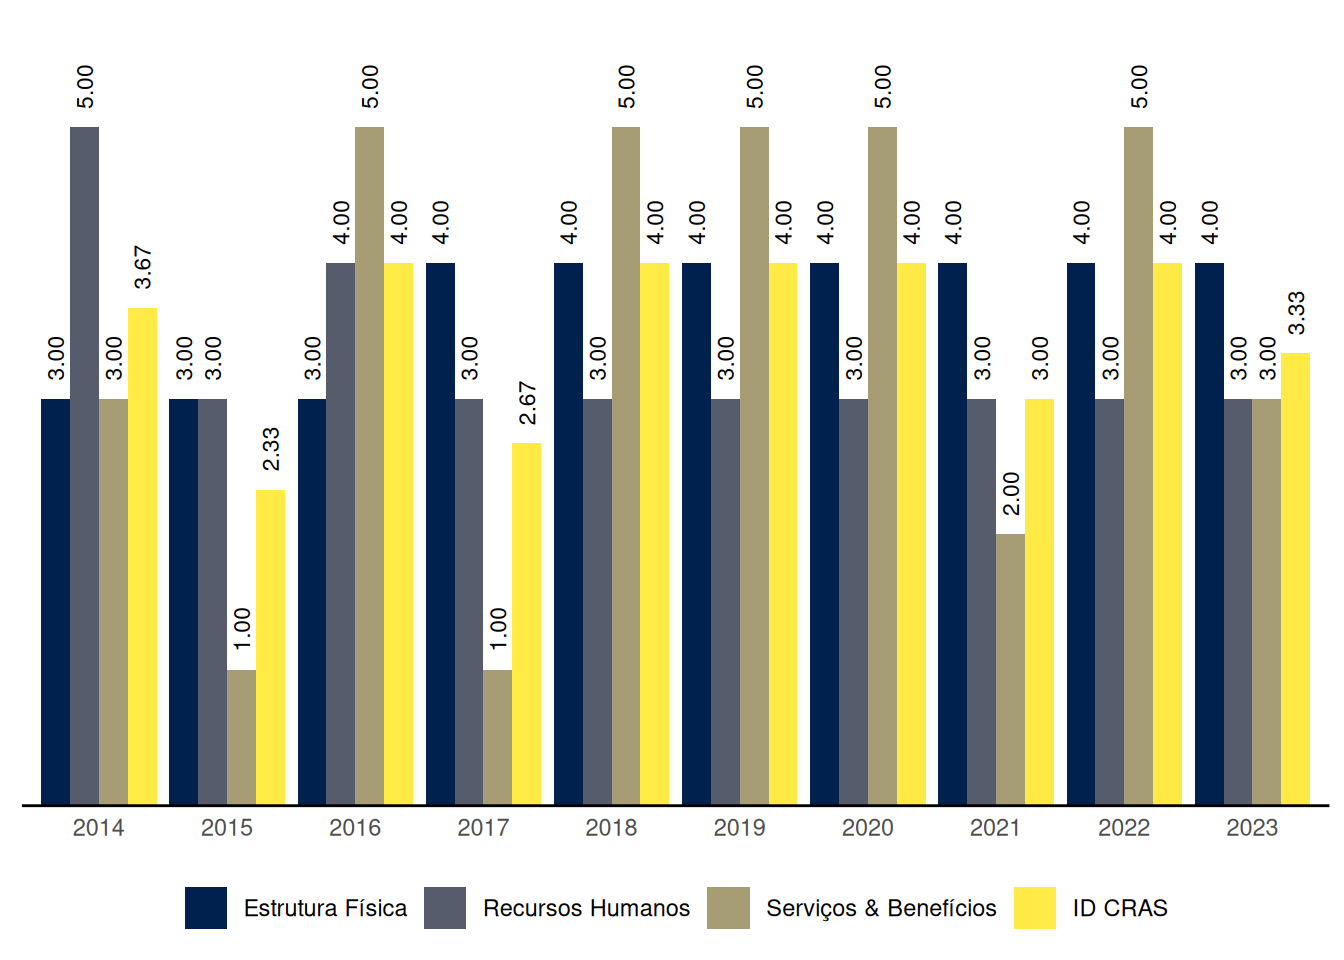 5.00 5.00 5.00 5.00 5.00 5.00
4.00 4.00 4.00 4.00 4.00 4.00 4.00 4.00 4.00 4.00 4.00 4.00
3.67
3.33
3.00 3.00 3.00 3.00 3.00 3.00 3.00 3.00 3.00 3.00 3.00 3.00 3.00 3.00
2.67
2.33
2.00
1.00 1.00
2014 2015 2016 2017 2018 2019 2020 2021 2022 2023
Estrutura Física Recursos Humanos Serviços & Benefícios ID CRAS